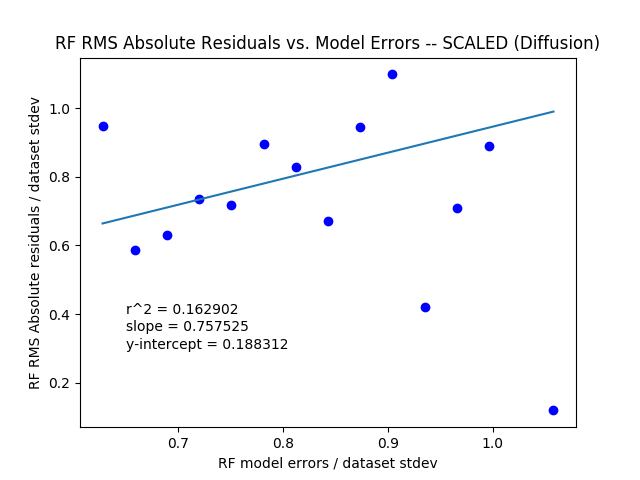 RF RMS Absolute Residuals vs. Model Errors -- SCALED (Diffusion)
RF RMS Absolute residuals / dataset stdev
1.0
0.8
0.6
0.4
0.2
r^2 = 0.162902
slope = 0.757525
y-intercept = 0.188312
0.7 0.8 0.9 1.0
RF model errors / dataset stdev